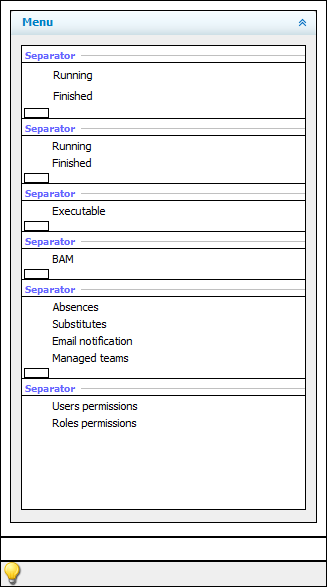 Menu
Separator
Running
Finished
Separator
Running
Finished
Separator
Executable
Separator
BAM
Separator
Absences
Substitutes
Email notification
Managed teams
Separator
Users permissions
Roles permissions